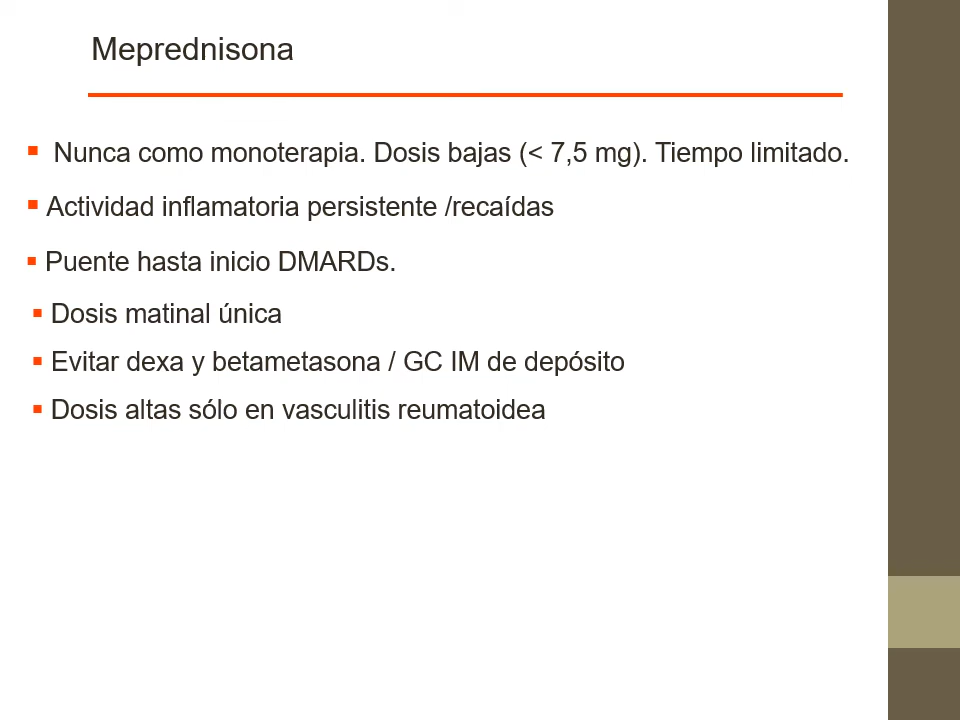 Meprednisona
Nunca como monoterapia. Dosis bajas (< 7,5 mg). Tiempo limitado.
Actividad inflamatoria persistente /recaídas
Puente hasta inicio DMARDs.
Dosis matinal única
Evitar dexa y betametasona / GC IM de depósito
Dosis altas sólo en vasculitis reumatoidea